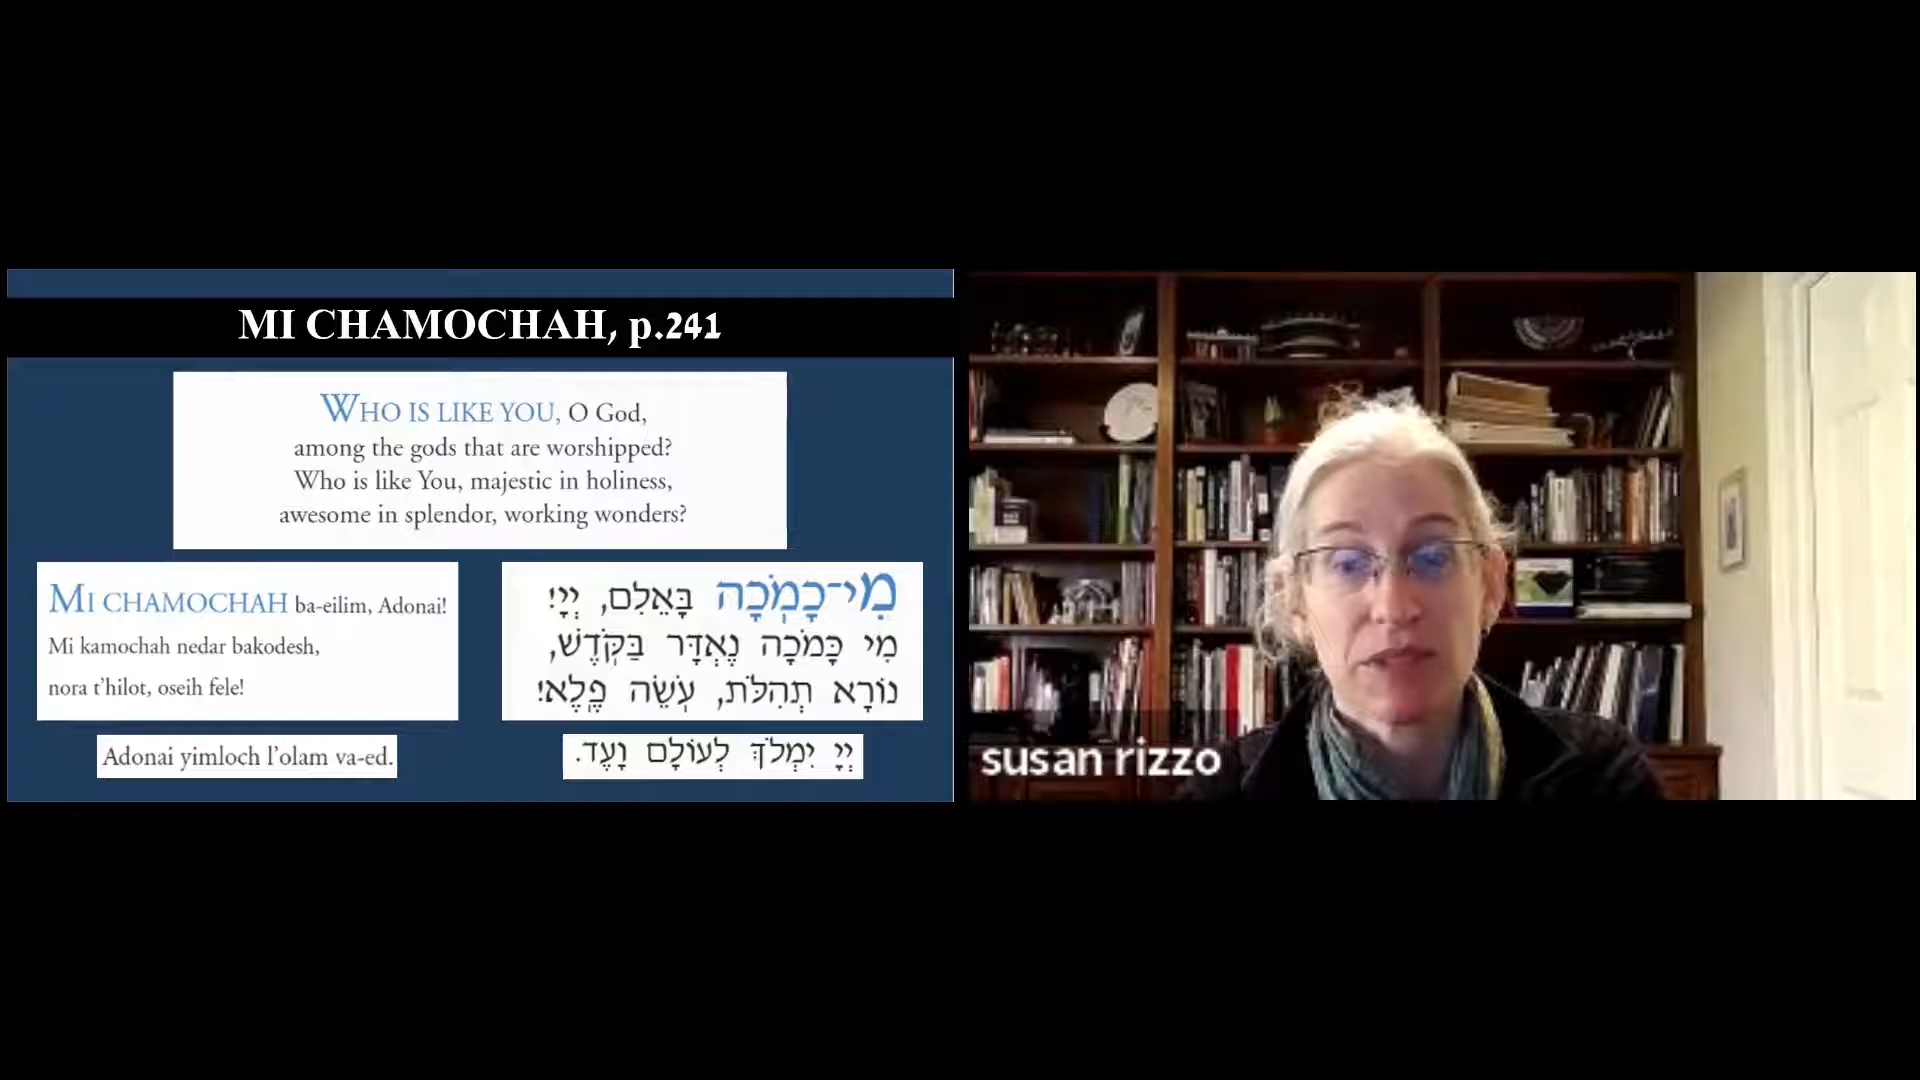 MI CHAMOCHAH, p.241
WHO IS LIKE YOU, O God,
among the gods that are worshipped?
Who is like You, majestic in holiness,
awesome in splendor, working wonders?
MI CHAMOCHAH ba-eilim, Adonai!
Mi kamochah nedar bakodesh,
nora t'hilot, oseih fele!
Adonai yimloch l'olam va-ed.
מִי־כָמְֹכָה בָּאֵלִם, יְיָ!
מִי כָּמֹכָה נֶאְדָּר בַּקֹּדֶשׁ,
נוֹרָא תְהִלֹּת, עֹשֵׂה פֶלֶא!
יְיָ יִמְלֹךְ לְעוֹלָם וָעֶד.
susan rizzo